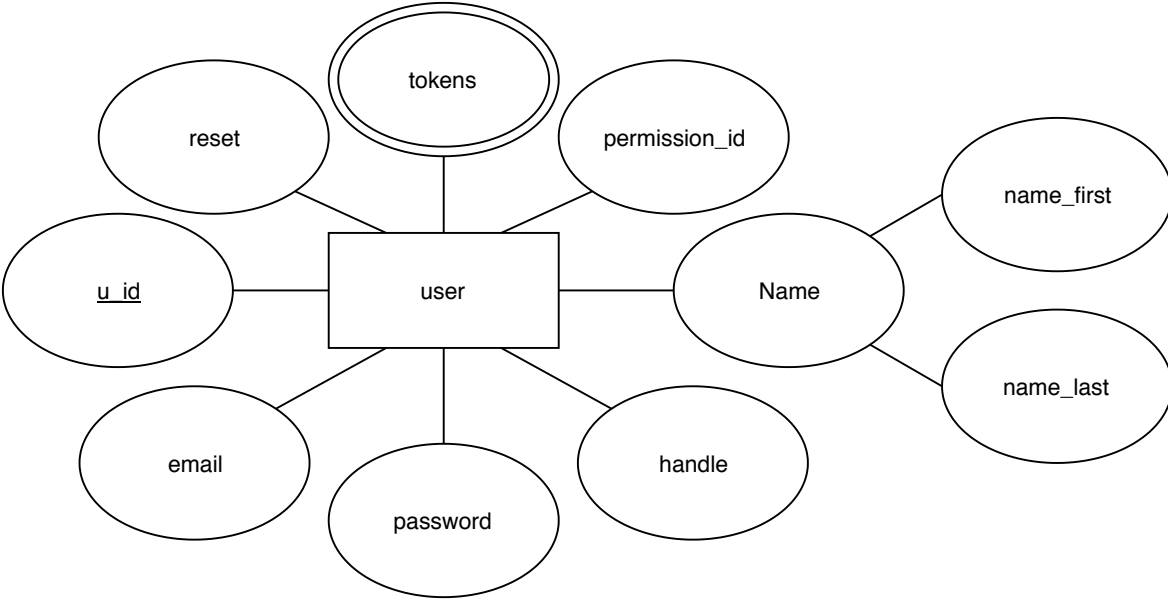 tokens
reset
permission_id
name_first
u_id
user
Name
name_last
email
handle
password